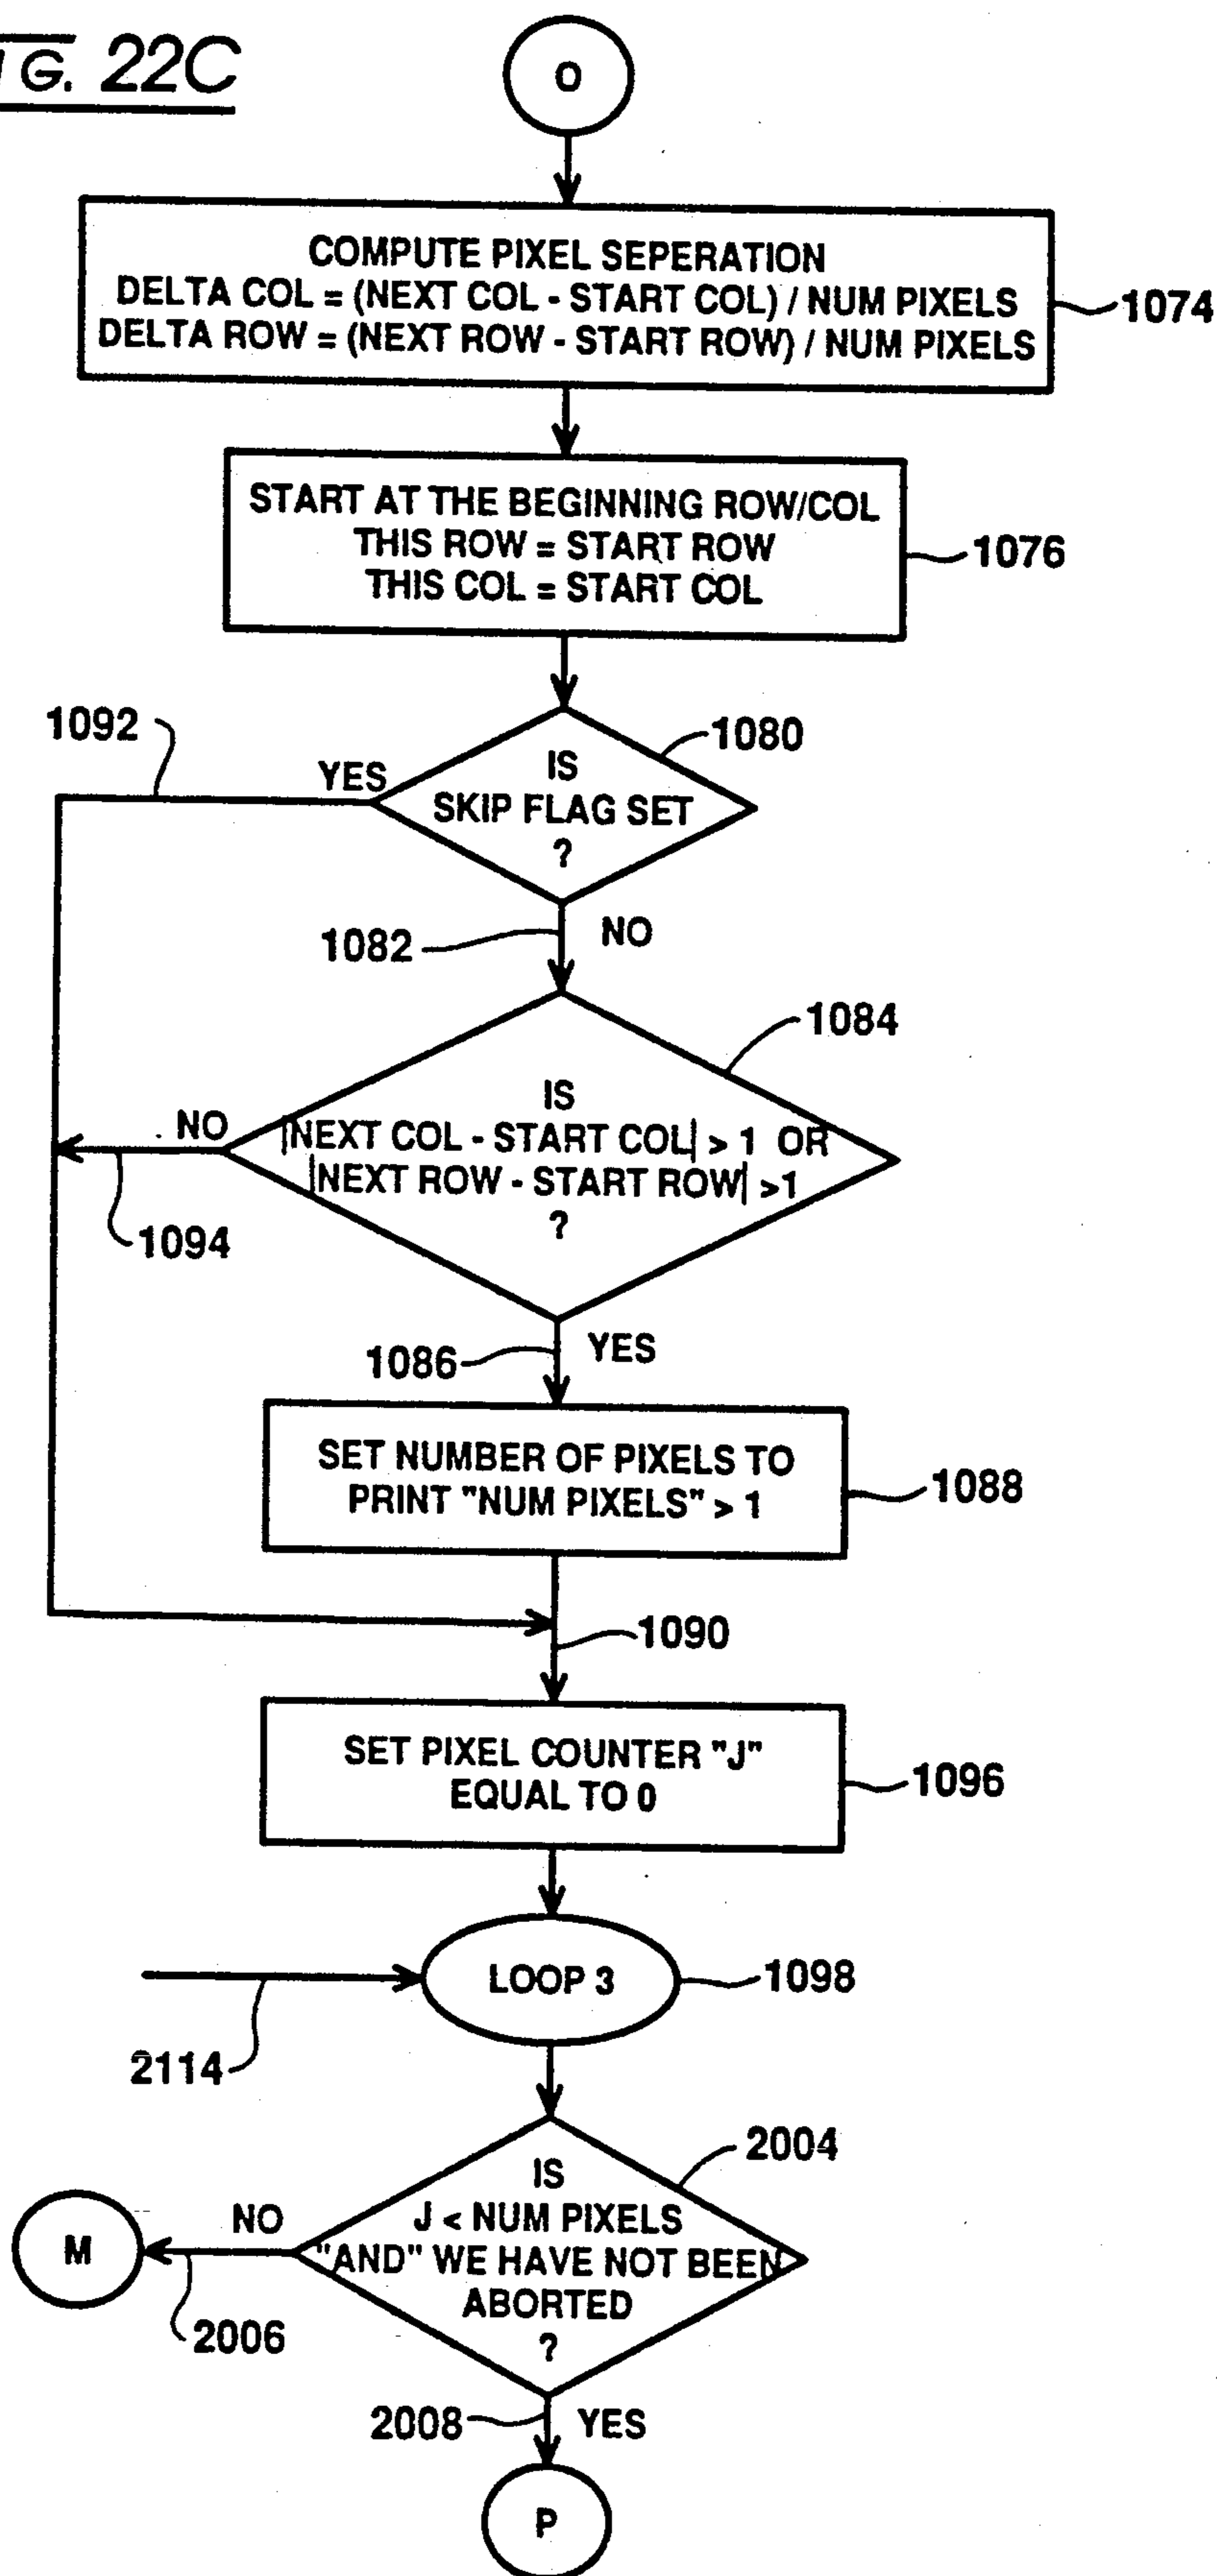 G. 22C
O
COMPUTE PIXEL SEPERATION
DELTA COL = (NEXT COL - START COL) / NUM PIXELS
DELTA ROW = (NEXT ROW - START ROW) / NUM PIXELS
1074
START AT THE BEGINNING ROW/COL
THIS ROW = START ROW
THIS COL = START COL
1076
1092
1080
YES
IS
SKIP FLAG SET
?
1082
NO
1084
IS
NO
|NEXT COL - START COL| > 1 OR
|NEXT ROW - START ROW| >1
?
1094
1086
YES
SET NUMBER OF PIXELS TO
PRINT "NUM PIXELS" > 1
1088
1090
SET PIXEL COUNTER "J"
EQUAL TO 0
1096
LOOP 3
1098
2114
2004
IS
J < NUM PIXELS
"AND" WE HAVE NOT BEEN
ABORTED
?
NO
M
2006
2008
YES
P